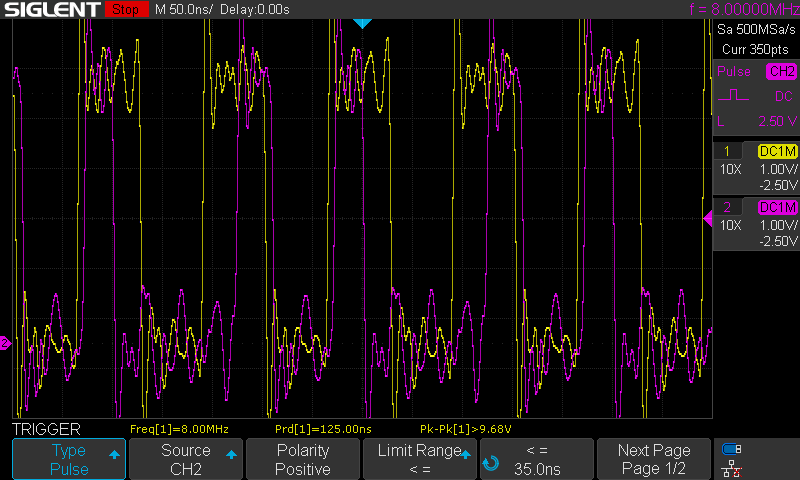 SIGLENT Stop M 50.0ns/ Delay:0.00s f = 8.00000MHz
Sa 500MSa/s
Curr 350pts
Pulse CH2
DC
L 2.50 V
1 DC1M
10X 1.00V/
-2.50V
2 DC1M
10X 1.00V/
-2.50V
2
TRIGGER Freq[1]=8.00MHz Prd[1]=125.00ns Pk-Pk[1]>9.68V
Type
Pulse
Source
CH2
Polarity
Positive
Limit Range
< =
< =
35.0ns
Next Page
Page 1/2